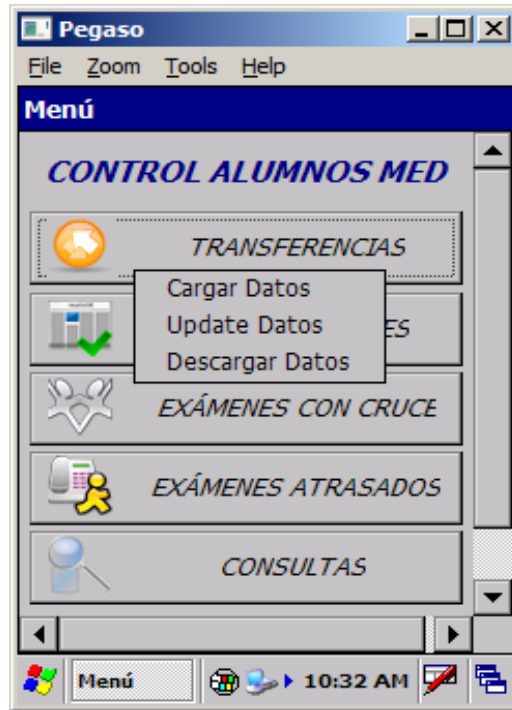 Pegaso
File Zoom Tools Help
Menú
CONTROL ALUMNOS MED
TRANSFERENCIAS
Cargar Datos
Update Datos
Descargar Datos
EXÁMENES CON CRUCE
EXÁMENES ATRASADOS
CONSULTAS
Menú 10:32 AM